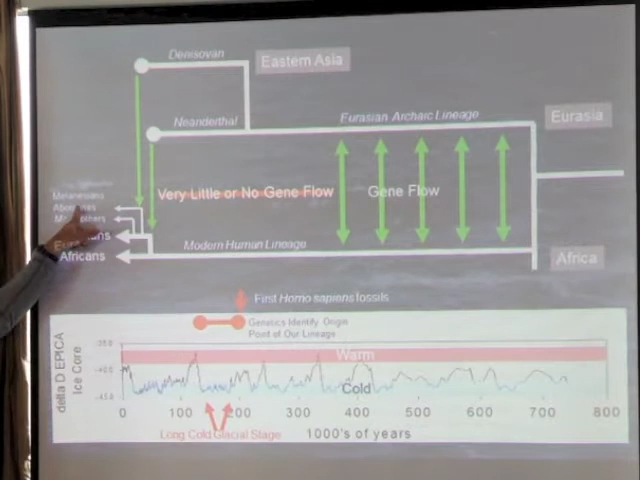 Denisovan
Eastern Asia
Neanderthal
Eurasian Archaic Lineage
Eurasia
Very Little or No Gene Flow
Gene Flow
Melanesians
Modern Human Lineage
Africans
Africa
First Homo sapiens fossils
Genetics Identify Origin
Point of Our Lineage
delta D EPICA
Ice Core
Warm
Cold
0 100 200 300 400 500 600 700 800
Long Cold Glacial Stage
1000's of years